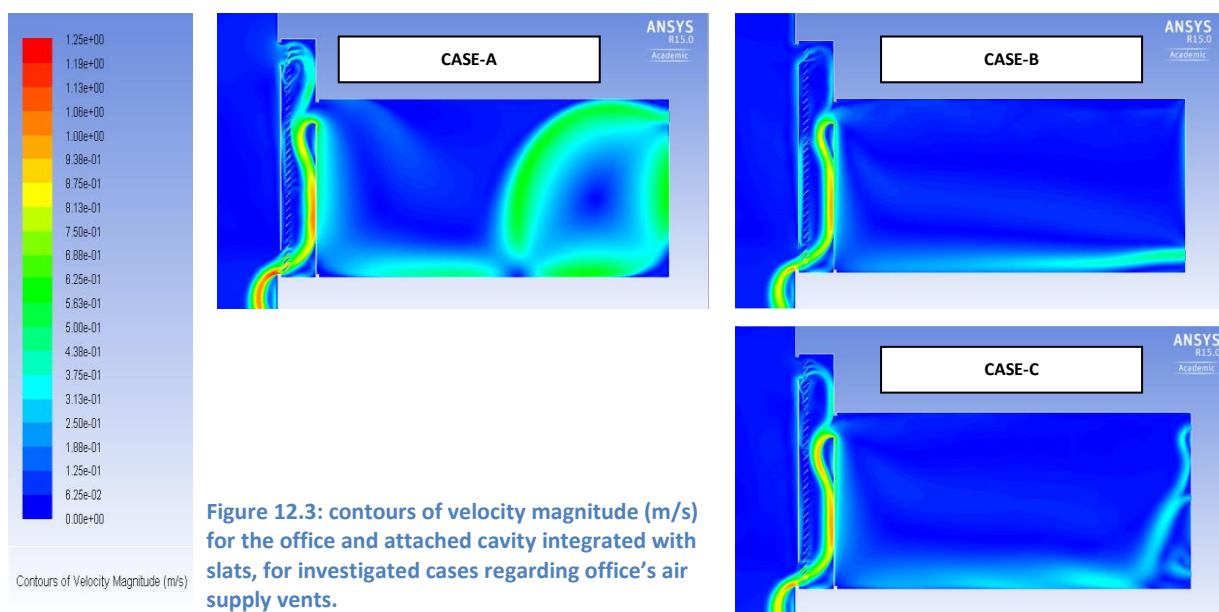 1.25e+00
1.19e+00
1.13e+00
1.06e+00
1.00e+00
9.38e-01
8.75e-01
8.13e-01
7.50e-01
6.88e-01
6.25e-01
5.63e-01
5.00e-01
4.38e-01
3.75e-01
3.13e-01
2.50e-01
1.88e-01
1.25e-01
6.25e-02
0.00e+00
Contours of Velocity Magnitude (m/s)
CASE-A
ANSYS
R15.0
Academic
CASE-B
ANSYS
R15.0
Academic
CASE-C
ANSYS
R15.0
Academic
Figure 12.3: contours of velocity magnitude (m/s)
for the office and attached cavity integrated with
slats, for investigated cases regarding office’s air
supply vents.